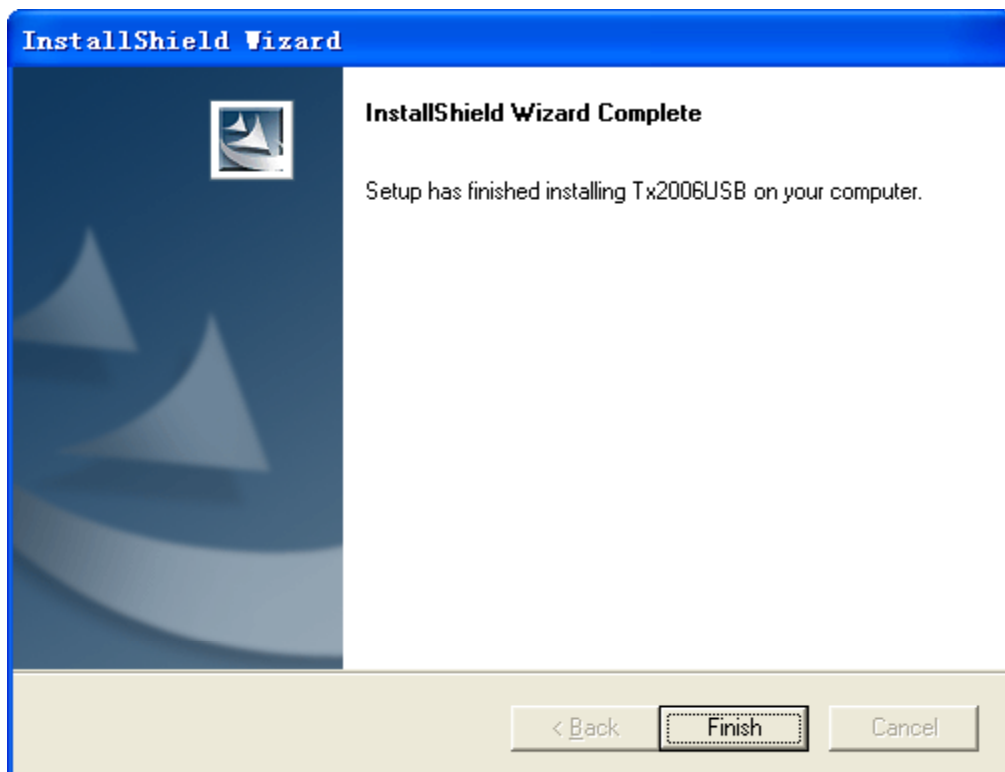 InstallShield Wizard
InstallShield Wizard Complete
Setup has finished installing Tx2006USB on your computer.
< Back Finish Cancel